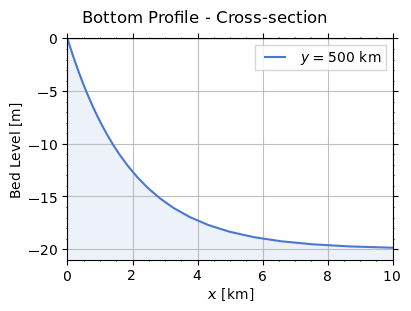 Bottom Profile - Cross-section
y = 500 km
Bed Level [m]
0
−5
−10
−15
−20
0 2 4 6 8 10
x [km]